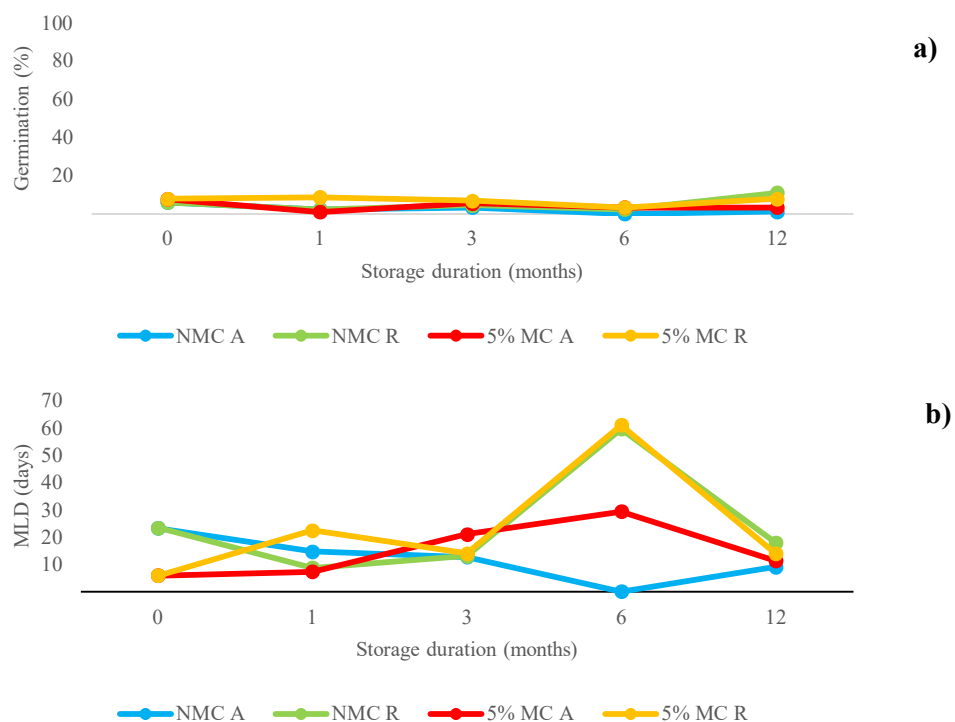 100
a)
80
60
40
20
Germination (%)
0 1 3 6 12
Storage duration (months)
NMC A NMC R 5% MC A 5% MC R
70
b)
60
50
40
30
20
10
MLD (days)
0 1 3 6 12
Storage duration (months)
NMC A NMC R 5% MC A 5% MC R